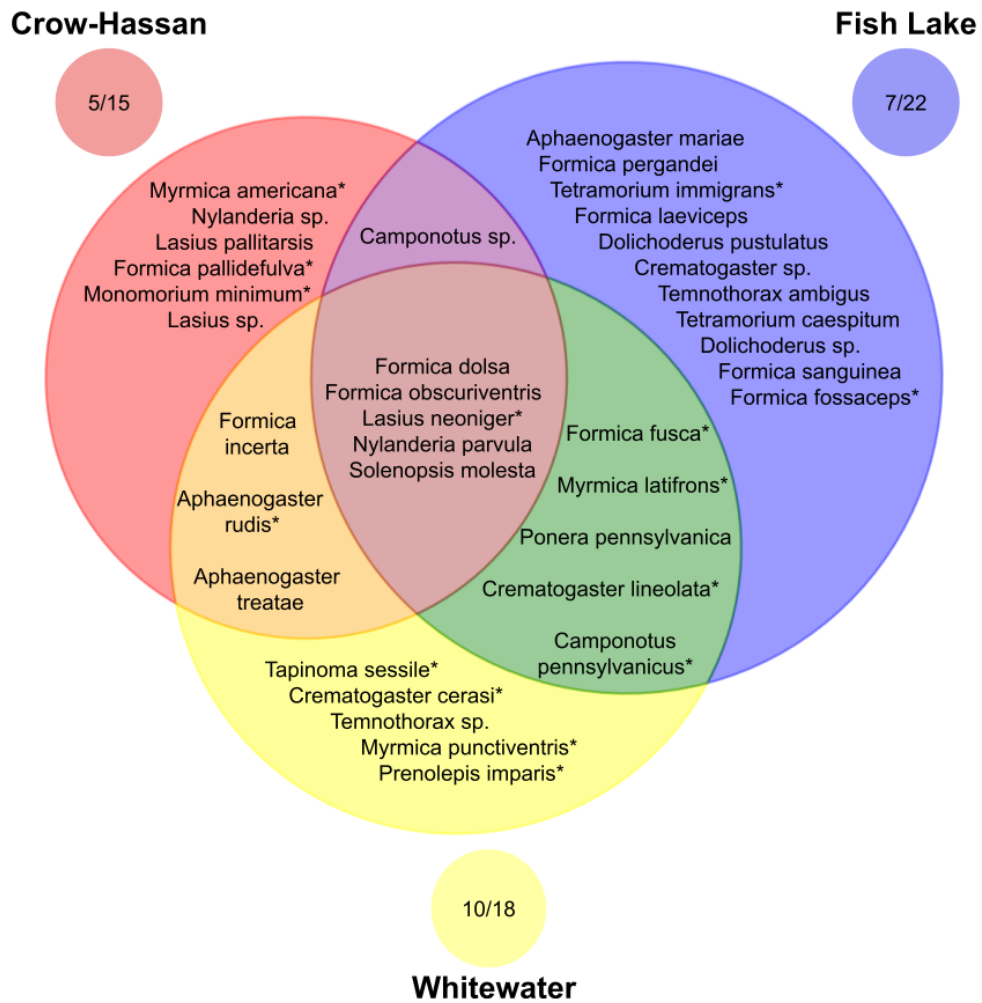 Crow-Hassan
Fish Lake
5/15
7/22
Myrmica americana*
Nylanderia sp.
Lasius pallitarsis
Formica pallidefulva*
Monomorium minimum*
Lasius sp.
Camponotus sp.
Aphaenogaster mariae
Formica pergandei
Tetramorium immigrans*
Formica laeviceps
Dolichoderus pustulatus
Crematogaster sp.
Temnothorax ambigus
Tetramorium caespitum
Dolichoderus sp.
Formica sanguinea
Formica fossaceps*
Formica dolsa
Formica obscuriventris
Lasius neoniger*
Nylanderia parvula
Solenopsis molesta
Formica
incerta
Aphaenogaster
rudis*
Aphaenogaster
treatae
Formica fusca*
Myrmica latifrons*
Ponera pennsylvanica
Crematogaster lineolata*
Camponotus
pennsylvanicus*
Tapinoma sessile*
Crematogaster cerasi*
Temnothorax sp.
Myrmica punctiventris*
Prenolepis imparis*
10/18
Whitewater